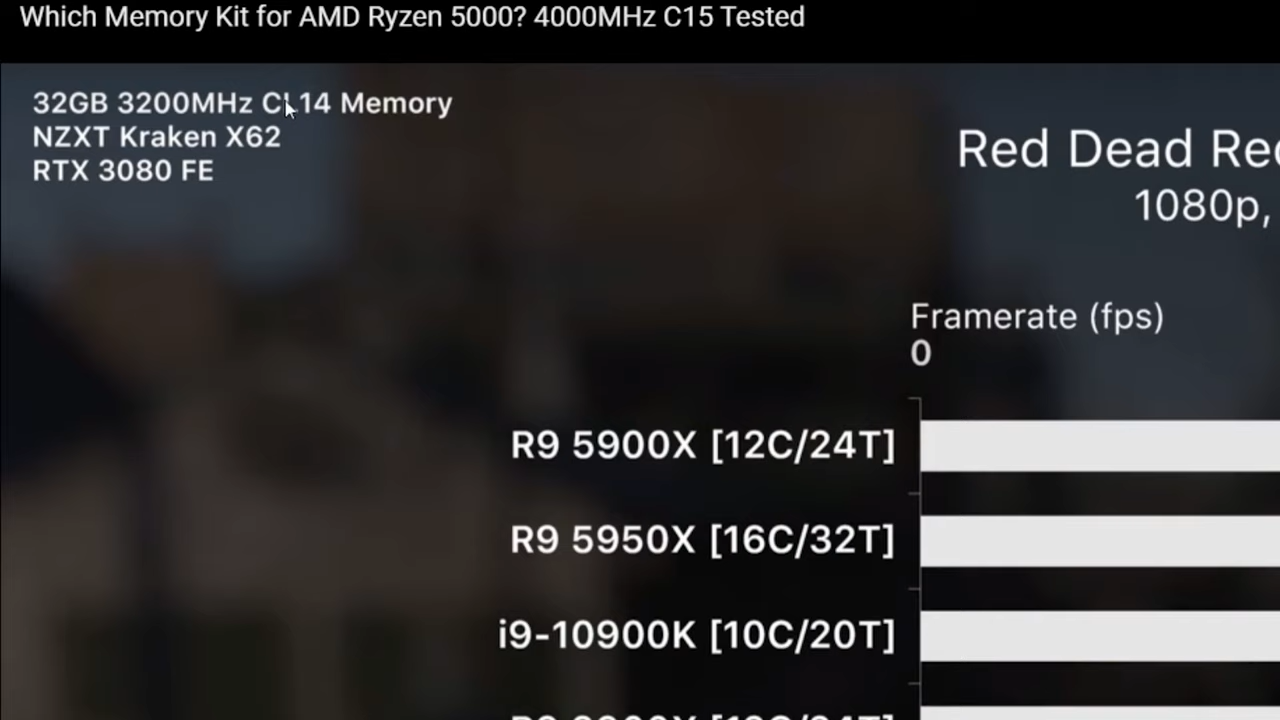 Which Memory Kit for AMD Ryzen 5000? 4000MHz C15 Tested
32GB 3200MHz CL14 Memory
NZXT Kraken X62
RTX 3080 FE
Red Dead
1080p,
Framerate (fps)
0
R9 5900X [12C/24T]
R9 5950X [16C/32T]
i9-10900K [10C/20T]